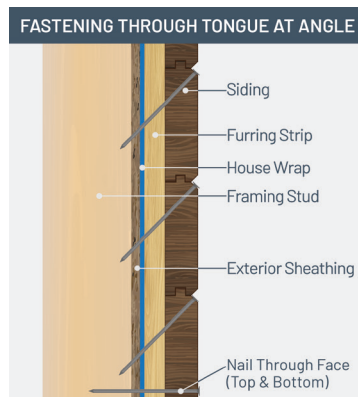 FASTENING THROUGH TONGUE AT ANGLE
Siding
Furring Strip
House Wrap
Framing Stud
Exterior Sheathing
Nail Through Face
(Top & Bottom)